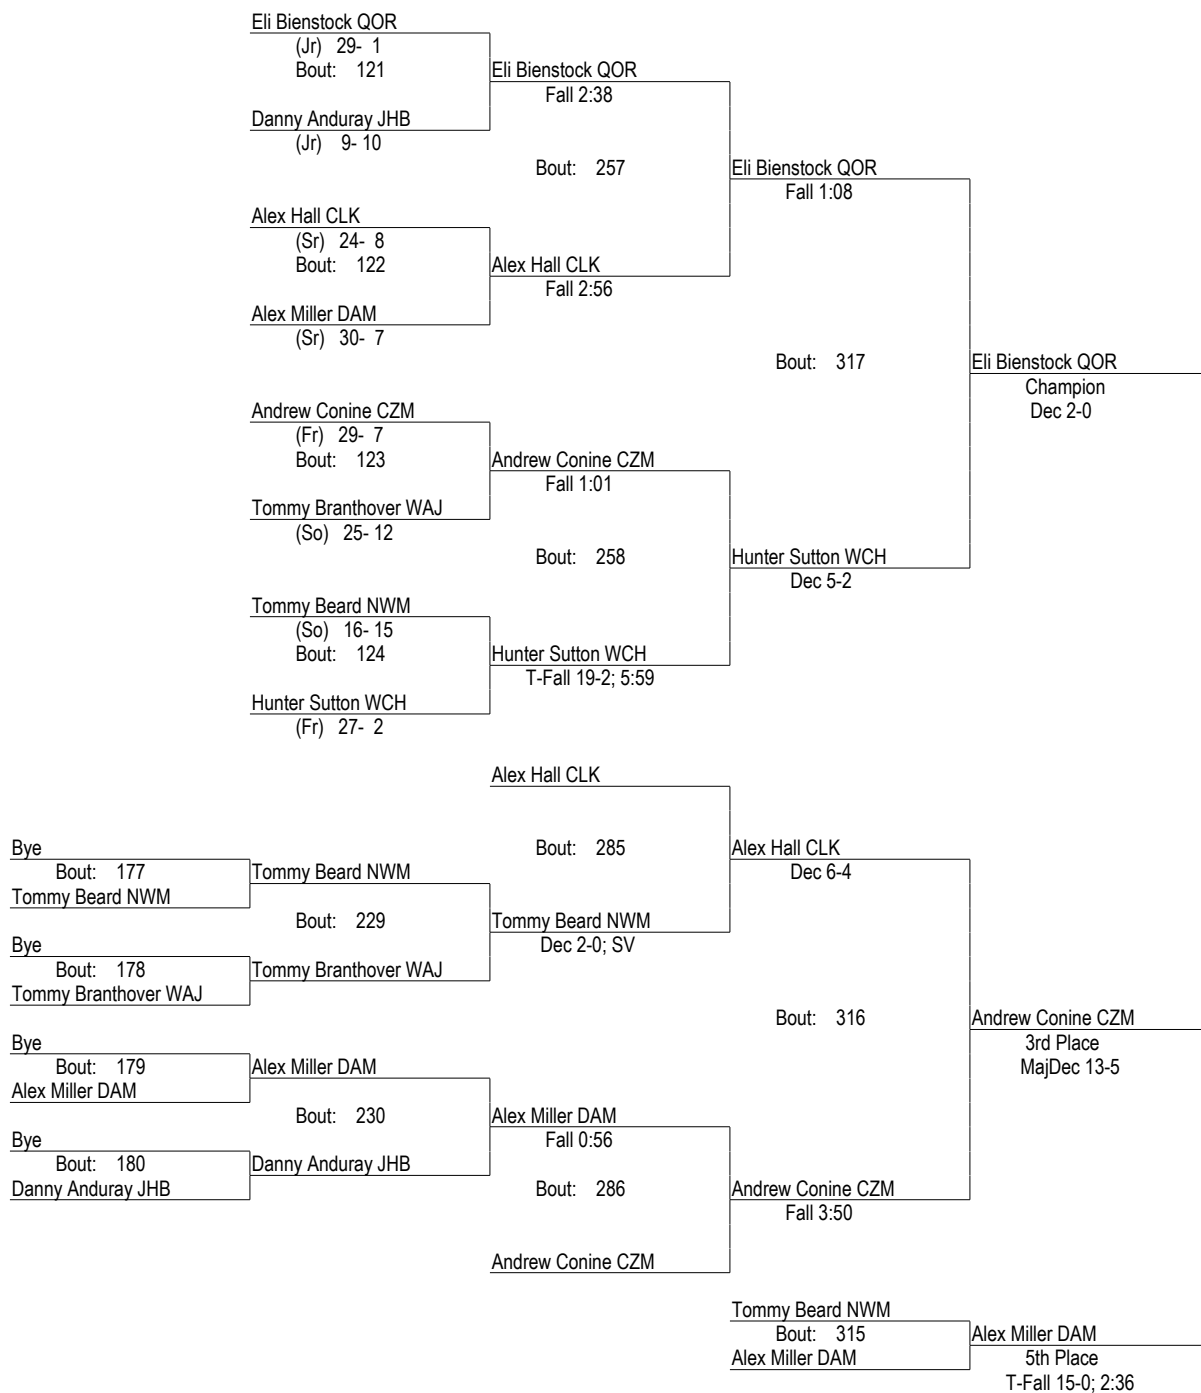 Eli Bienstock QOR
(Jr) 29- 1
Bout: 121
Eli Bienstock QOR
Fall 2:38
Danny Anduray JHB
(Jr) 9- 10
Bout: 257
Eli Bienstock QOR
Fall 1:08
Alex Hall CLK
(Sr) 24- 8
Bout: 122
Alex Hall CLK
Fall 2:56
Alex Miller DAM
(Sr) 30- 7
Bout: 317
Eli Bienstock QOR
Champion
Dec 2-0
Andrew Conine CZM
(Fr) 29- 7
Bout: 123
Andrew Conine CZM
Fall 1:01
Tommy Branthover WAJ
(So) 25- 12
Bout: 258
Hunter Sutton WCH
Dec 5-2
Tommy Beard NWM
(So) 16- 15
Bout: 124
Hunter Sutton WCH
T-Fall 19-2; 5:59
Hunter Sutton WCH
(Fr) 27- 2
Alex Hall CLK
Bout: 285
Alex Hall CLK
Dec 6-4
Bye
Bout: 177
Tommy Beard NWM
Tommy Beard NWM
Bout: 229
Tommy Beard NWM
Dec 2-0; SV
Bye
Bout: 178
Tommy Branthover WAJ
Tommy Branthover WAJ
Bout: 316
Andrew Conine CZM
3rd Place
MajDec 13-5
Bye
Bout: 179
Alex Miller DAM
Alex Miller DAM
Bout: 230
Alex Miller DAM
Fall 0:56
Bye
Bout: 180
Danny Anduray JHB
Danny Anduray JHB
Bout: 286
Andrew Conine CZM
Fall 3:50
Andrew Conine CZM
Tommy Beard NWM
Bout: 315
Alex Miller DAM
Alex Miller DAM
5th Place
T-Fall 15-0; 2:36